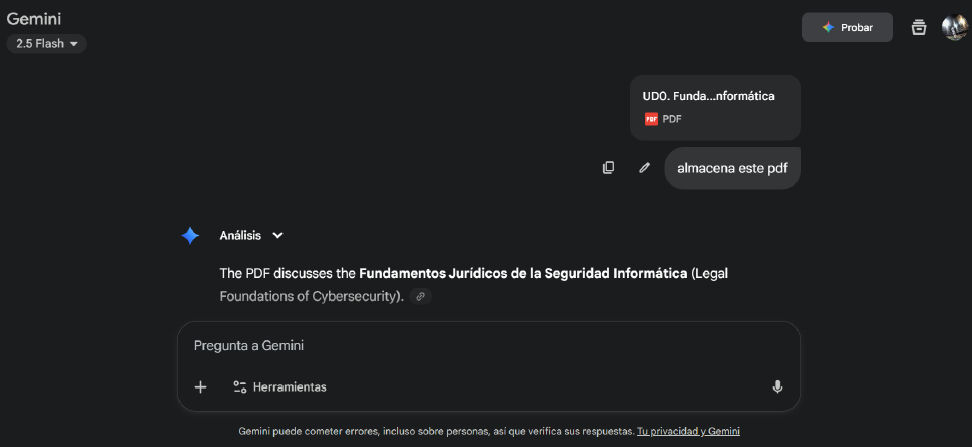 Gemini
2.5 Flash
Probar
UD0. Funda...nformática
PDF PDF
almacena este pdf
Análisis
The PDF discusses the Fundamentos Jurídicos de la Seguridad Informática (Legal
Foundations of Cybersecurity).
Pregunta a Gemini
Herramientas
Gemini puede cometer errores, incluso sobre personas, así que verifica sus respuestas. Tu privacidad y Gemini